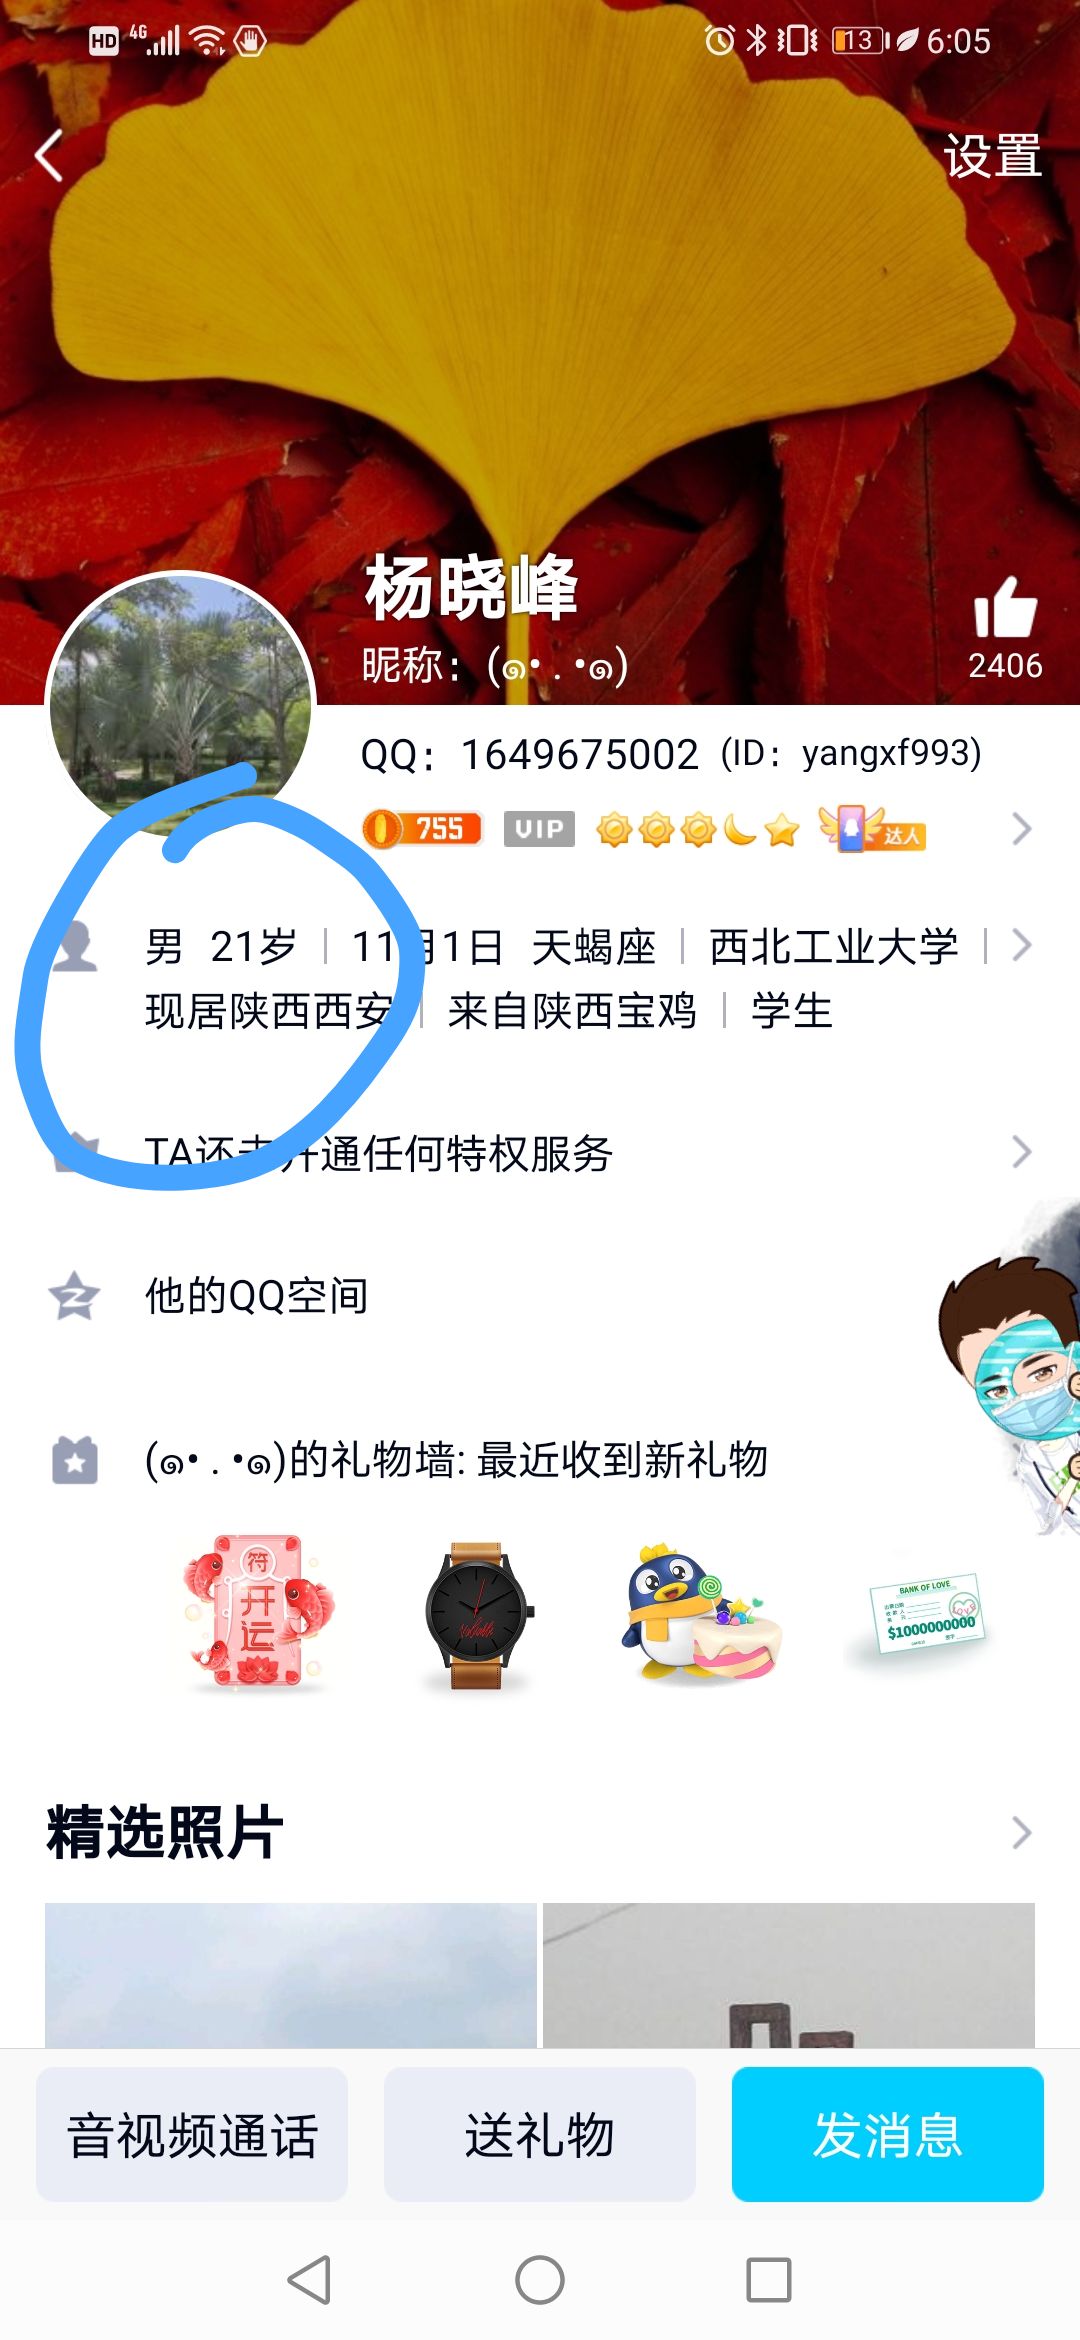 HD 4G 13 6:05
设置
杨晓峰
昵称：(๑• . •๑)
2406
QQ：1649675002 (ID：yangxf993)
755 VIP 达人
男 21岁 | 11月1日 天蝎座 | 西北工业大学 |
现居陕西西安 | 来自陕西宝鸡 | 学生
TA还未开通任何特权服务
他的QQ空间
(๑• . •๑)的礼物墙: 最近收到新礼物
符
开运
BANK OF LOVE
$1000000000
精选照片
音视频通话 送礼物 发消息